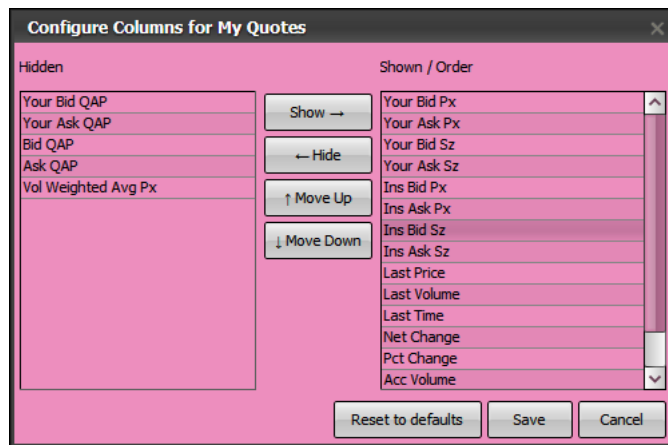 Configure Columns for My Quotes
Hidden
Shown / Order
Your Bid QAP
Your Ask QAP
Bid QAP
Ask QAP
Vol Weighted Avg Px
Show →
← Hide
↑ Move Up
↓ Move Down
Your Bid Px
Your Ask Px
Your Bid Sz
Your Ask Sz
Ins Bid Px
Ins Ask Px
Ins Bid Sz
Ins Ask Sz
Last Price
Last Volume
Last Time
Net Change
Pct Change
Acc Volume
Reset to defaults
Save
Cancel